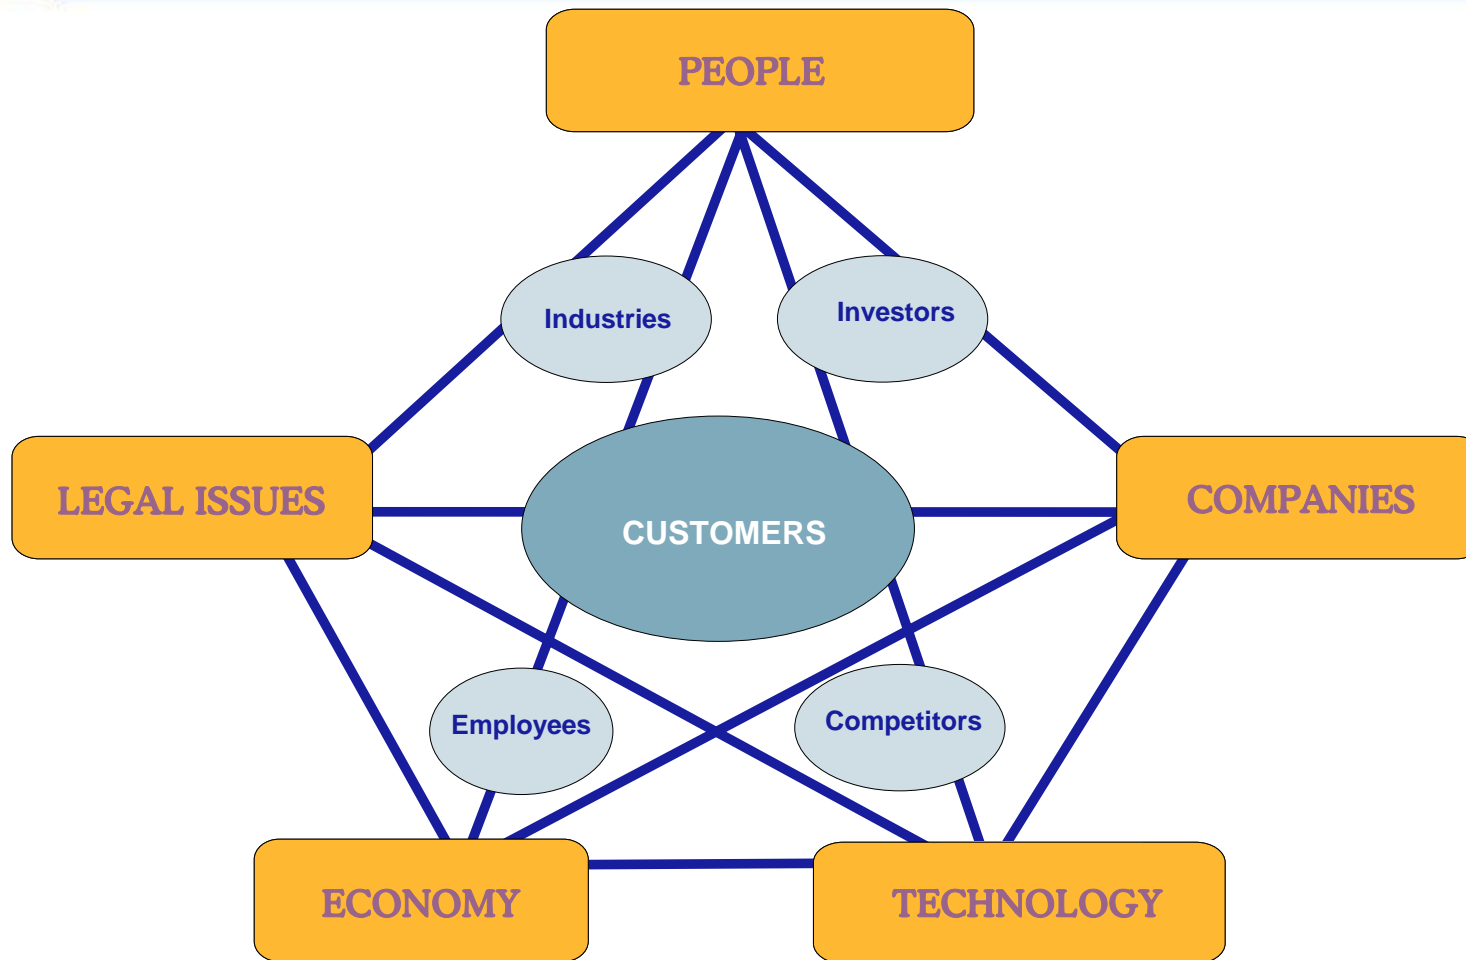 PEOPLE
Industries
Investors
LEGAL ISSUES
COMPANIES
CUSTOMERS
Employees
Competitors
ECONOMY
TECHNOLOGY